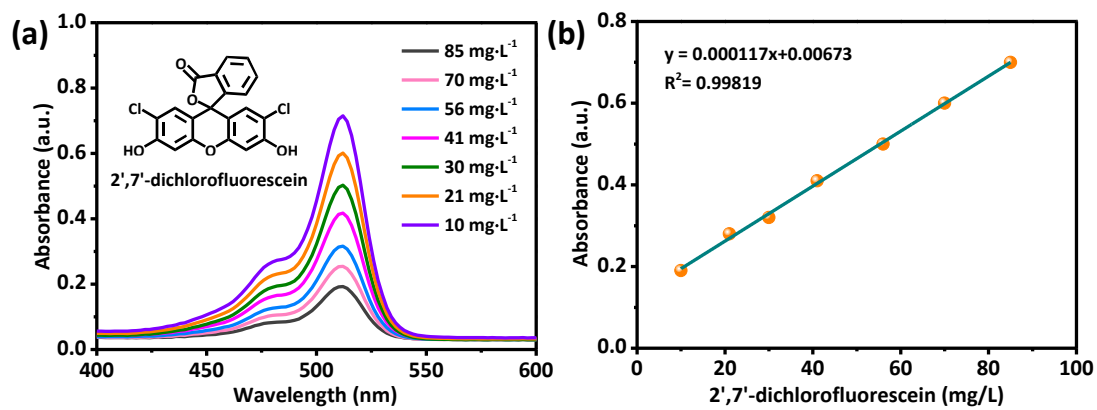 (a)
1.0
0.8
0.6
0.4
0.2
0.0
Absorbance (a.u.)
400 450 500 550 600
Wavelength (nm)
O
O
Cl
Cl
HO
O
OH
2',7'-dichlorofluorescein
85 mg·L⁻¹
70 mg·L⁻¹
56 mg·L⁻¹
41 mg·L⁻¹
30 mg·L⁻¹
21 mg·L⁻¹
10 mg·L⁻¹
(b)
0.8
0.6
0.4
0.2
0.0
Absorbance (a.u.)
y = 0.000117x+0.00673
R²= 0.99819
0 20 40 60 80 100
2',7'-dichlorofluorescein (mg/L)